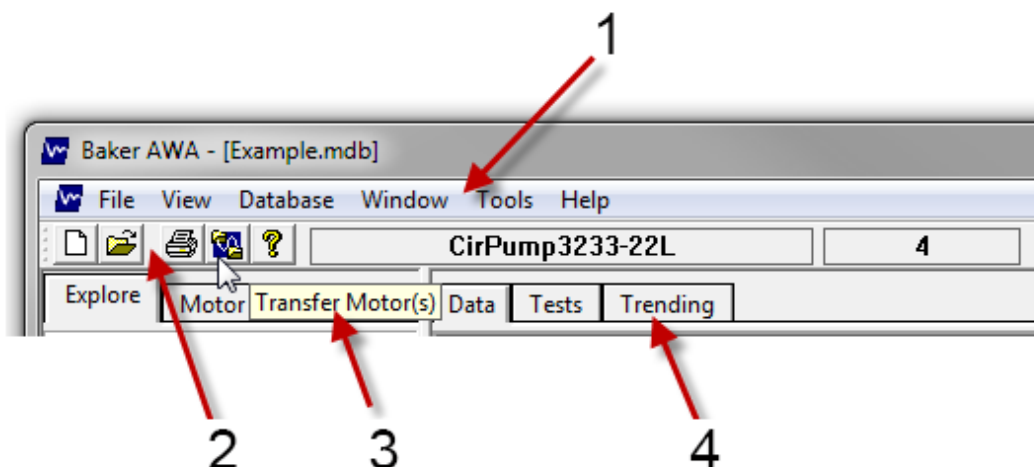 1
Baker AWA - [Example.mdb]
File View Database Window Tools Help
CirPump3233-22L 4
Explore Motor Transfer Motor(s) Data Tests Trending
2 3 4